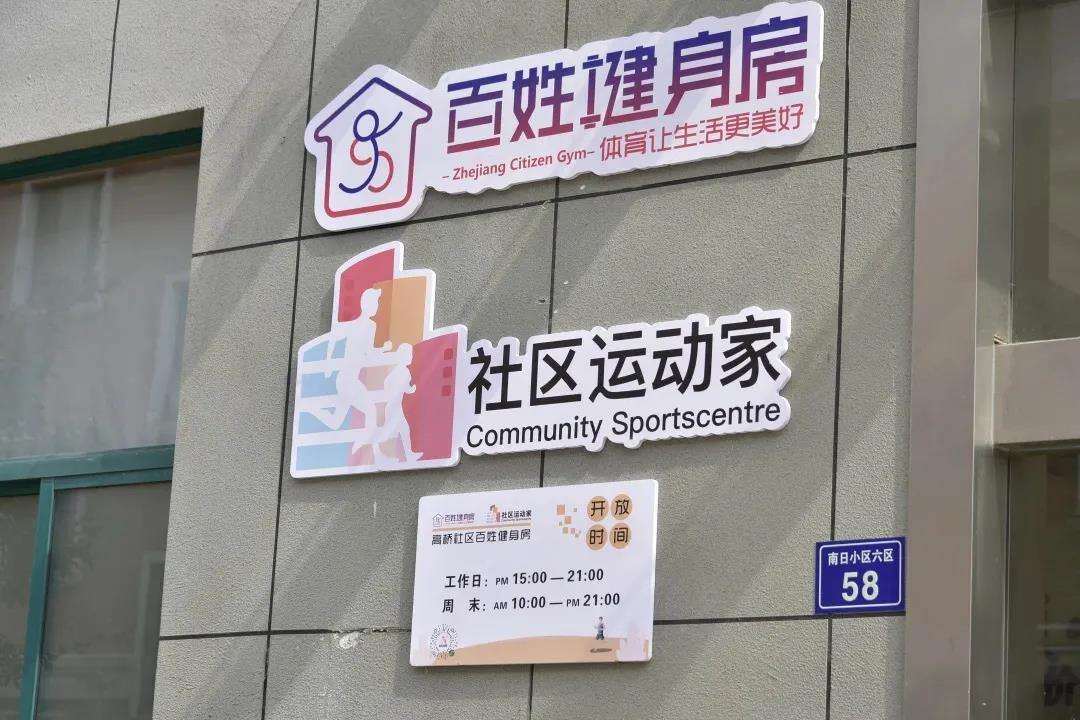 百姓健身房
- Zhejiang Citizen Gym - 体育让生活更美好
社区运动家
Community Sportscentre
百姓健身房 社区运动家
Community Sportscentre
高桥社区百姓健身房
开放
时间
工作日: PM 15:00 — 21:00
周 末: AM 10:00 — PM 21:00
南日小区六区
58